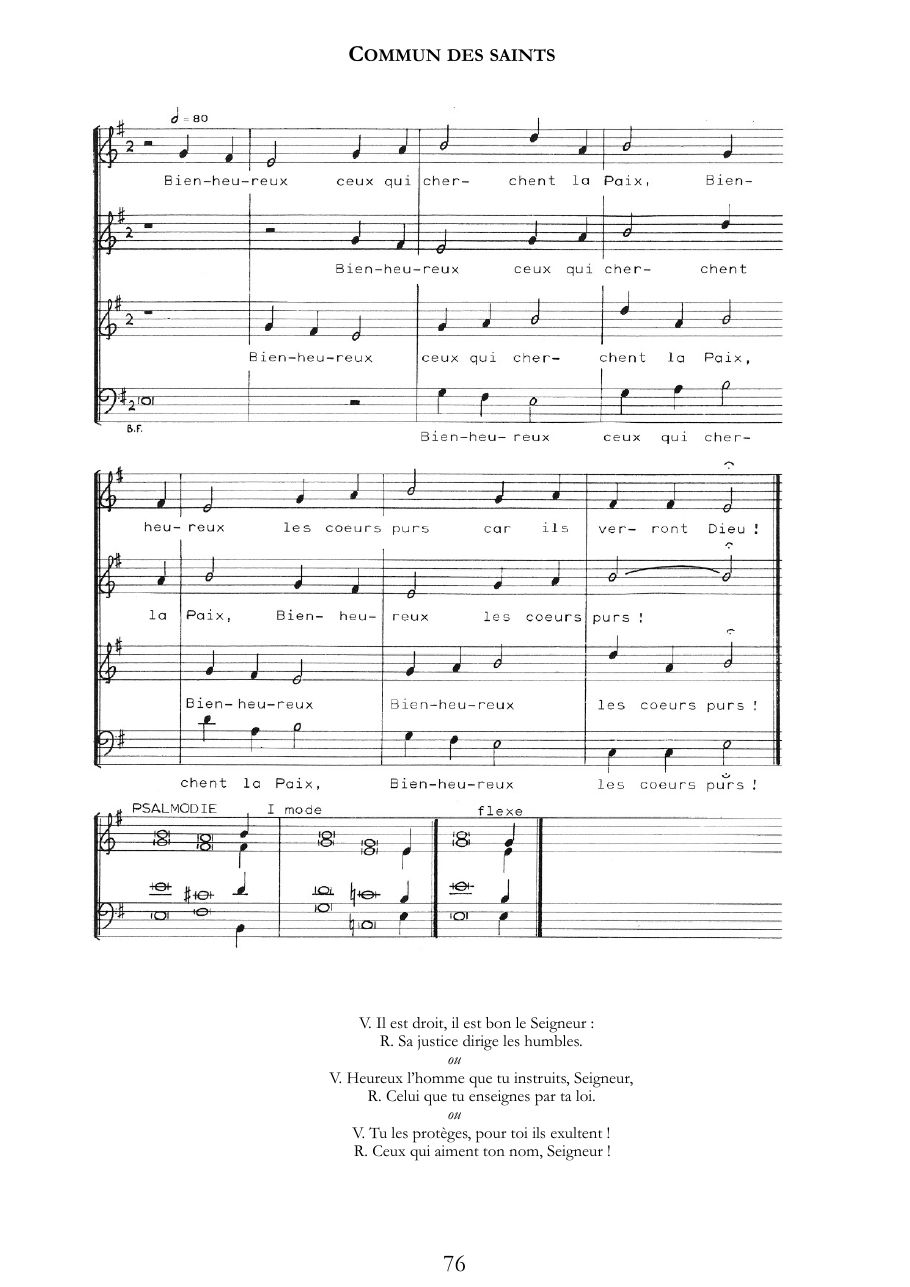 COMMUN DES SAINTS
= 80
2
Bien-heu-reux ceux qui cher- chent la Paix, Bien-
2
Bien-heu-reux ceux qui cher- chent
2
Bien-heu-reux ceux qui cher- chent la Paix,
2
B.F.
Bien-heu- reux ceux qui cher-
heu- reux les coeurs purs car ils ver- ront Dieu !
la Paix, Bien- heu- reux les coeurs purs !
Bien- heu-reux Bien-heu-reux les coeurs purs !
chent la Paix, Bien-heu-reux les coeurs purs !
PSALMODIE I mode flexe
V. Il est droit, il est bon le Seigneur :
R. Sa justice dirige les humbles.
ou
V. Heureux l’homme que tu instruits, Seigneur,
R. Celui que tu enseignes par ta loi.
ou
V. Tu les protèges, pour toi ils exultent !
R. Ceux qui aiment ton nom, Seigneur !
76